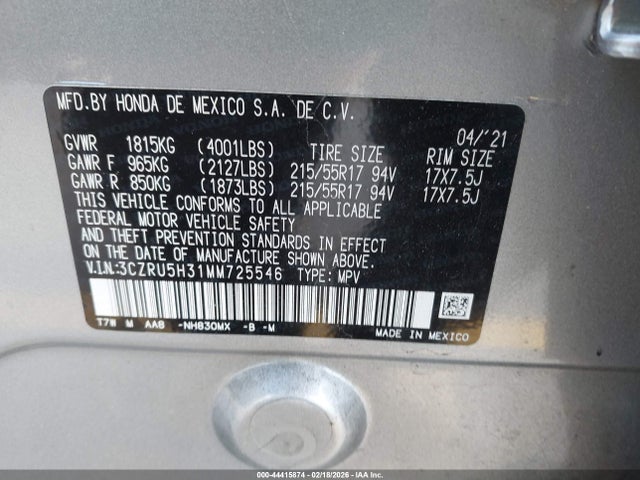 MFD.BY HONDA DE MEXICO S.A. DE C.V.
04/'21
GVWR 1815KG (4001LBS) TIRE SIZE RIM SIZE
GAWR F 965KG (2127LBS) 215/55R17 94V 17X7.5J
GAWR R 850KG (1873LBS) 215/55R17 94V 17X7.5J
THIS VEHICLE CONFORMS TO ALL APPLICABLE
FEDERAL MOTOR VEHICLE SAFETY
AND THEFT PREVENTION STANDARDS IN EFFECT
ON THE DATE OF MANUFACTURE SHOWN ABOVE.
V.I.N:3CZRU5H31MM725546 TYPE: MPV
T7W M AA8 -NH830MX -B -M
MADE IN MEXICO
000-44415874 - 02/18/2026 - IAA Inc.